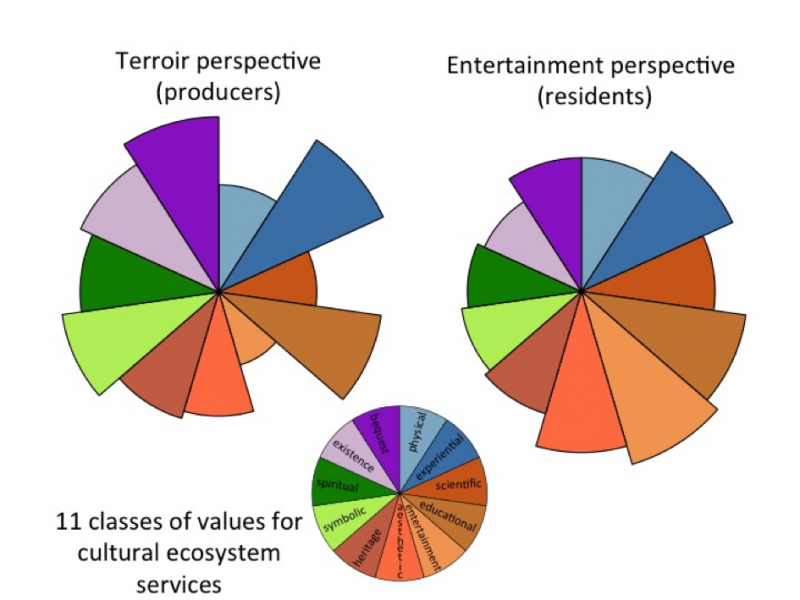 Terroir perspective
(producers)
Entertainment perspective
(residents)
bequest
physical
existence
experiential
spiritual
scientific
symbolic
educational
heritage
aesthetic
entertainment
11 classes of values for
cultural ecosystem
services